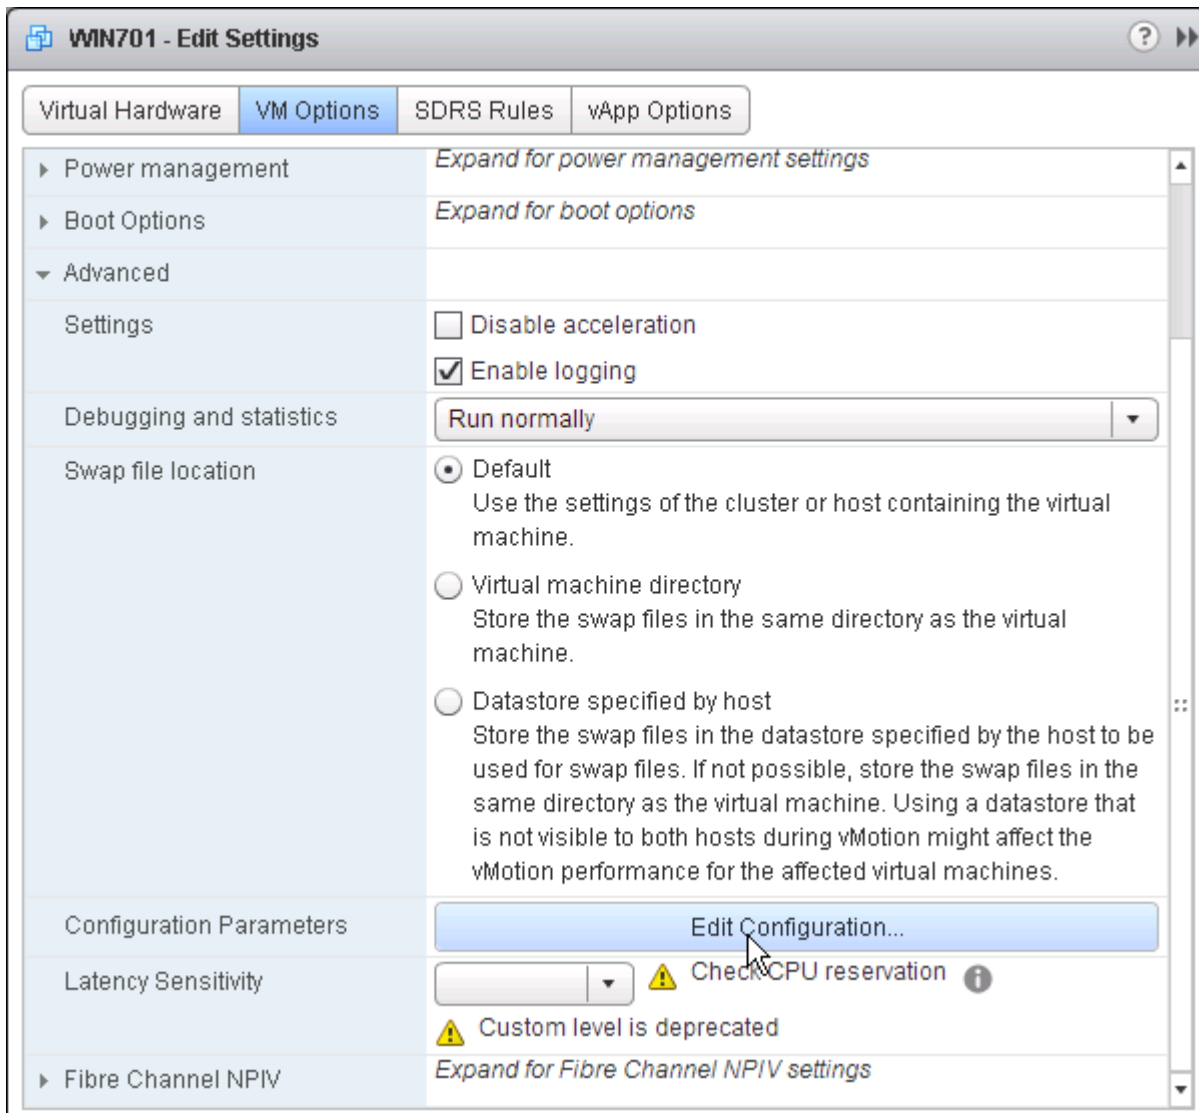 WIN701 - Edit Settings
Virtual Hardware VM Options SDRS Rules vApp Options
Power management Expand for power management settings
Boot Options Expand for boot options
Advanced
Settings Disable acceleration
Enable logging
Debugging and statistics Run normally
Swap file location Default
Use the settings of the cluster or host containing the virtual
machine.
Virtual machine directory
Store the swap files in the same directory as the virtual
machine.
Datastore specified by host
Store the swap files in the datastore specified by the host to be
used for swap files. If not possible, store the swap files in the
same directory as the virtual machine. Using a datastore that
is not visible to both hosts during vMotion might affect the
vMotion performance for the affected virtual machines.
Configuration Parameters Edit Configuration...
Latency Sensitivity Check CPU reservation
Custom level is deprecated
Fibre Channel NPIV Expand for Fibre Channel NPIV settings